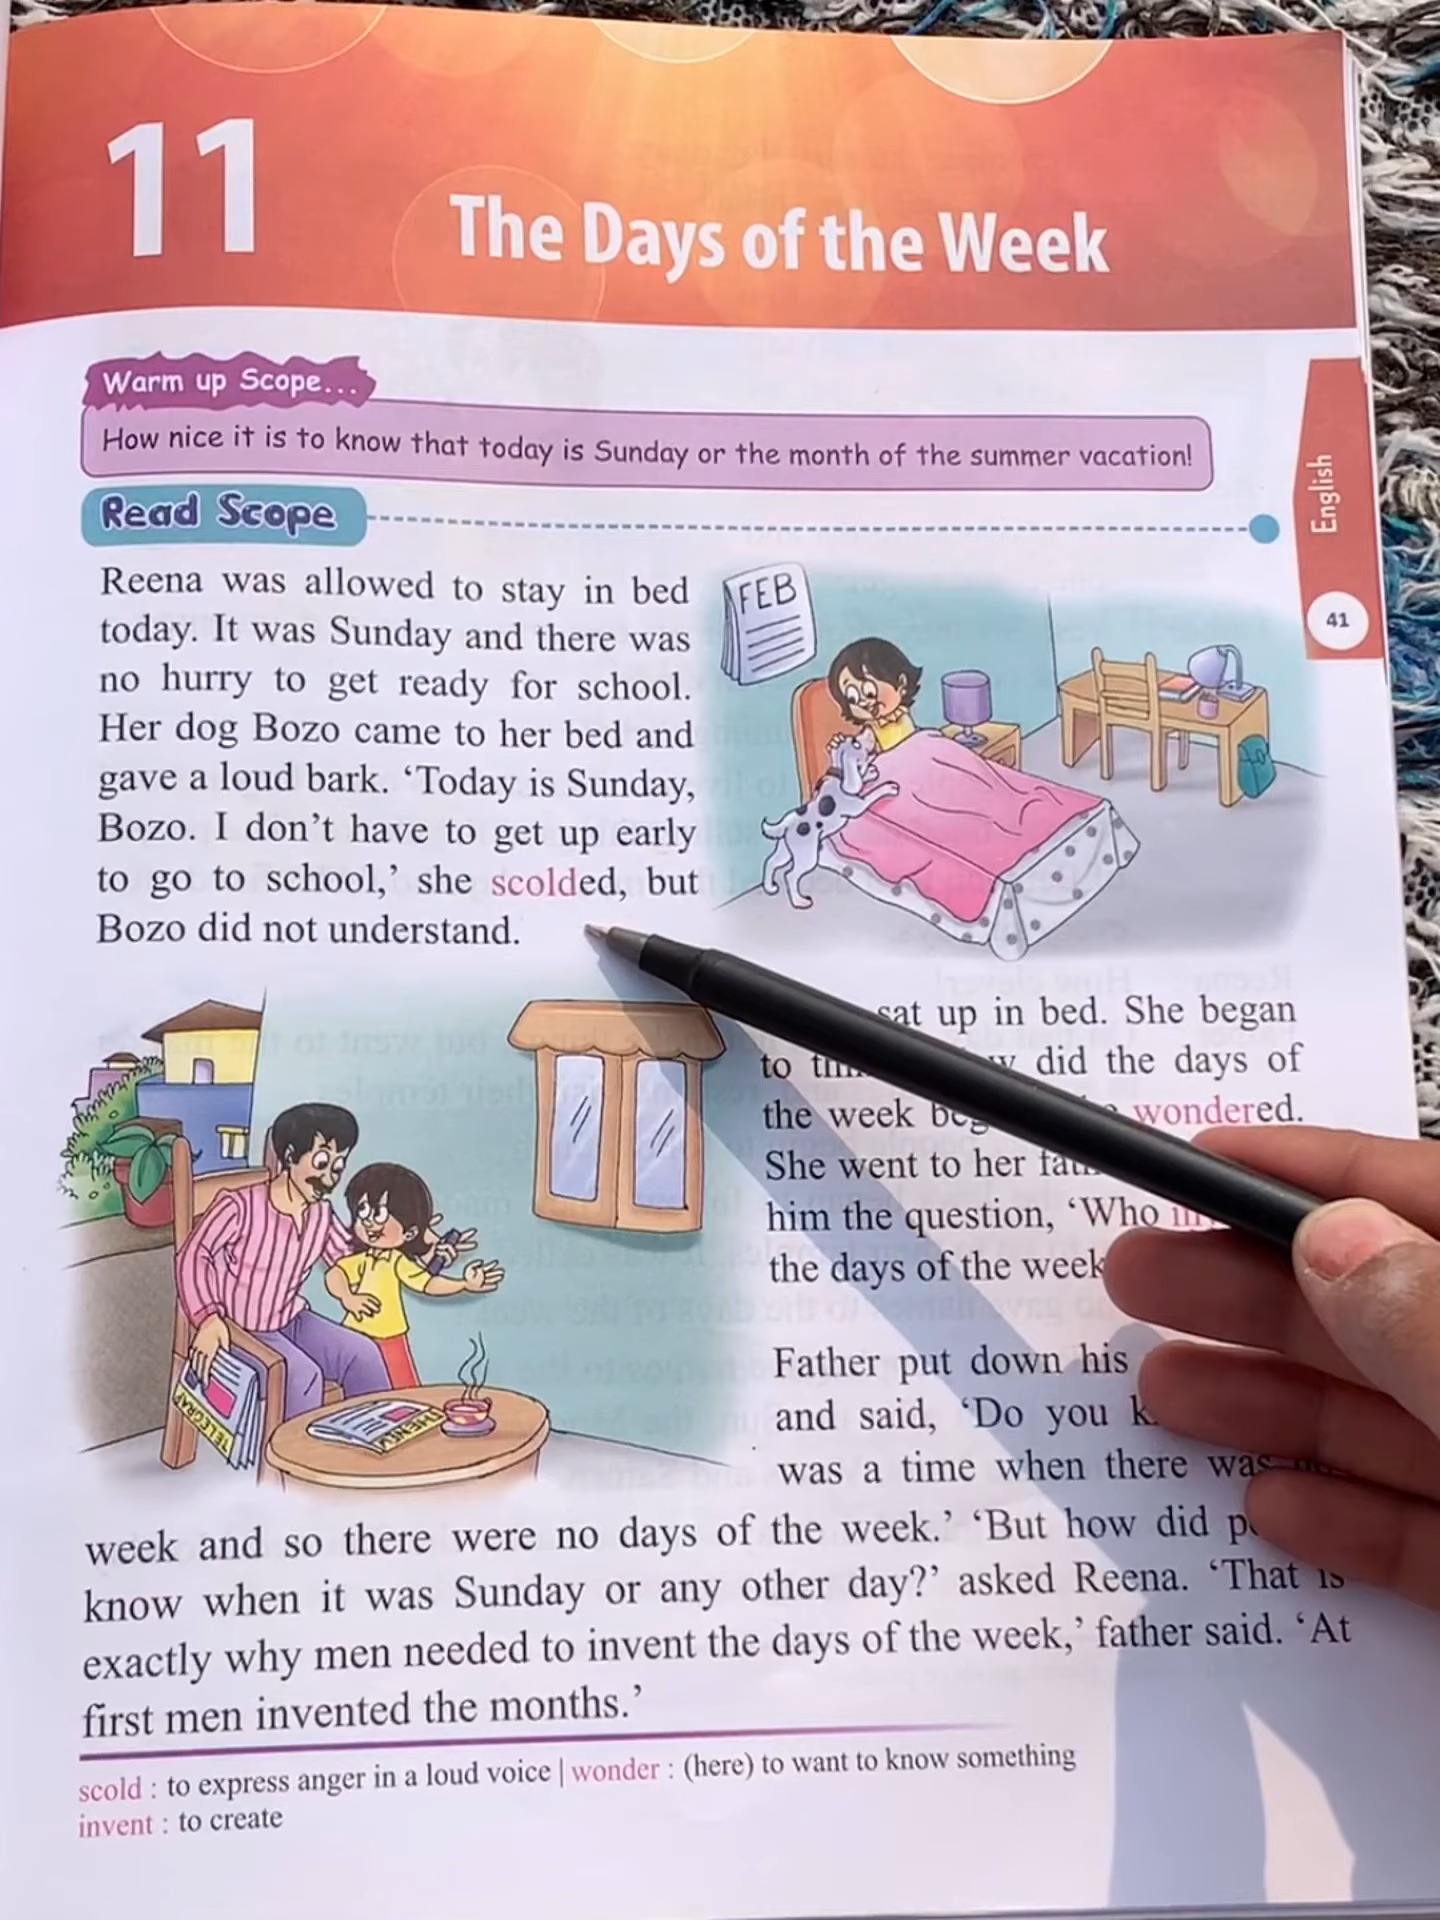 11
The Days of the Week
Warm up Scope...
How nice it is to know that today is Sunday or the month of the summer vacation!
Read Scope
English
41
Reena was allowed to stay in bed
today. It was Sunday and there was
no hurry to get ready for school.
Her dog Bozo came to her bed and
gave a loud bark. ‘Today is Sunday,
Bozo. I don’t have to get up early
to go to school,’ she scolded, but
Bozo did not understand.
FEB
sat up in bed. She began
to did the days of
the week wondered.
She went to her
him the question, ‘Who
the days of the week
Father put down his
and said, ‘Do you
was a time when there was
TELEGRAP
week and so there were no days of the week.’ ‘But how did
know when it was Sunday or any other day?’ asked Reena. ‘That is
exactly why men needed to invent the days of the week,’ father said. ‘At
first men invented the months.’
scold : to express anger in a loud voice | wonder : (here) to want to know something
invent : to create